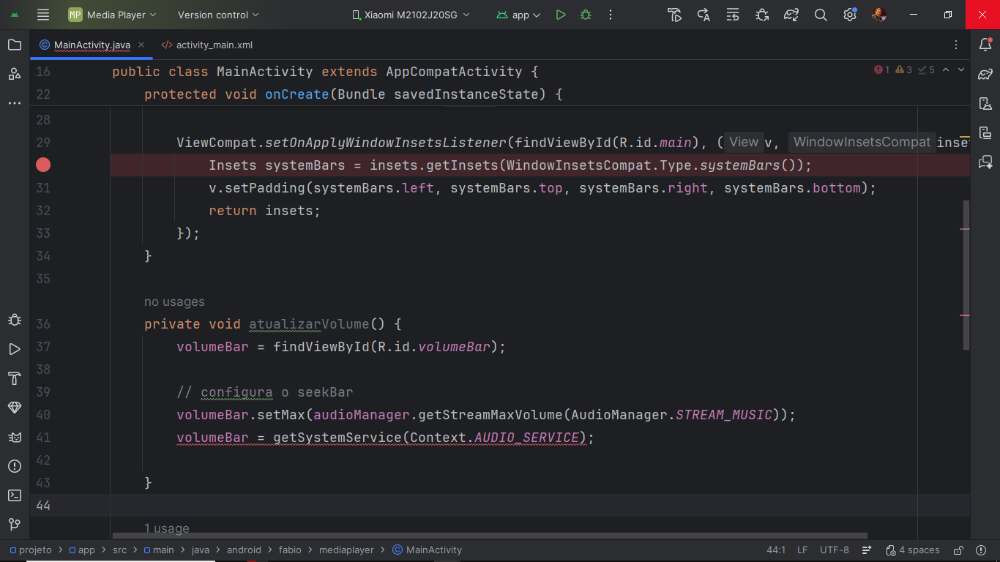 MP Media Player Version control Xiaomi M2102J20SG app
MainActivity.java activity_main.xml
16 public class MainActivity extends AppCompatActivity { 1 3 5
22 protected void onCreate(Bundle savedInstanceState) {
28
29 ViewCompat.setOnApplyWindowInsetsListener(findViewById(R.id.main), ( View v, WindowInsetsCompat inse
Insets systemBars = insets.getInsets(WindowInsetsCompat.Type.systemBars());
31 v.setPadding(systemBars.left, systemBars.top, systemBars.right, systemBars.bottom);
32 return insets;
33 });
34 }
35
no usages
36 private void atualizarVolume() {
37 volumeBar = findViewById(R.id.volumeBar);
38
39 // configura o seekBar
40 volumeBar.setMax(audioManager.getStreamMaxVolume(AudioManager.STREAM_MUSIC));
41 volumeBar = getSystemService(Context.AUDIO_SERVICE);
42
43 }
44
1 usage
projeto > app > src > main > java > android > fabio > mediaplayer > MainActivity 44:1 LF UTF-8 4 spaces